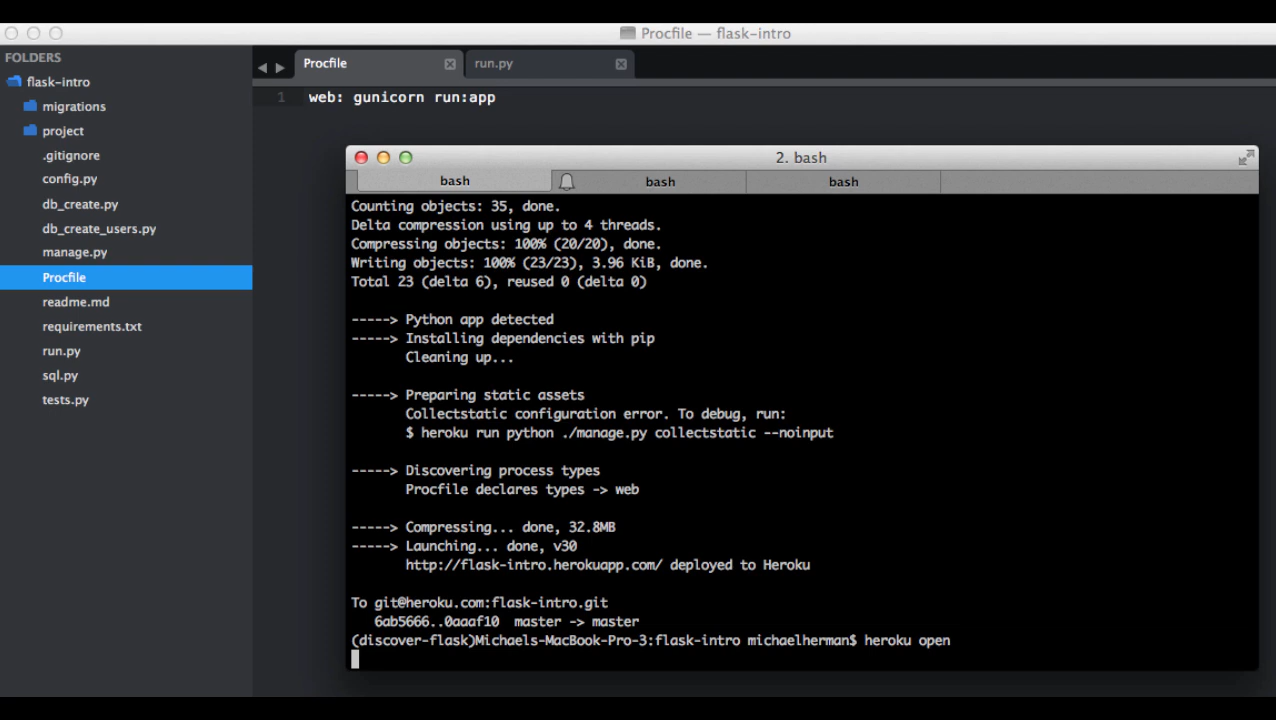 Procfile — flask-intro
FOLDERS
flask-intro
migrations
project
.gitignore
config.py
db_create.py
db_create_users.py
manage.py
Procfile
readme.md
requirements.txt
run.py
sql.py
tests.py
Procfile
run.py
1 web: gunicorn run:app
2. bash
bash
bash
bash
Counting objects: 35, done.
Delta compression using up to 4 threads.
Compressing objects: 100% (20/20), done.
Writing objects: 100% (23/23), 3.96 KiB, done.
Total 23 (delta 6), reused 0 (delta 0)
-----> Python app detected
-----> Installing dependencies with pip
Cleaning up...
-----> Preparing static assets
Collectstatic configuration error. To debug, run:
$ heroku run python ./manage.py collectstatic --noinput
-----> Discovering process types
Procfile declares types -> web
-----> Compressing... done, 32.8MB
-----> Launching... done, v30
http://flask-intro.herokuapp.com/ deployed to Heroku
To git@heroku.com:flask-intro.git
6ab5666..0aaaf10 master -> master
(discover-flask)Michaels-MacBook-Pro-3:flask-intro michaelherman$ heroku open